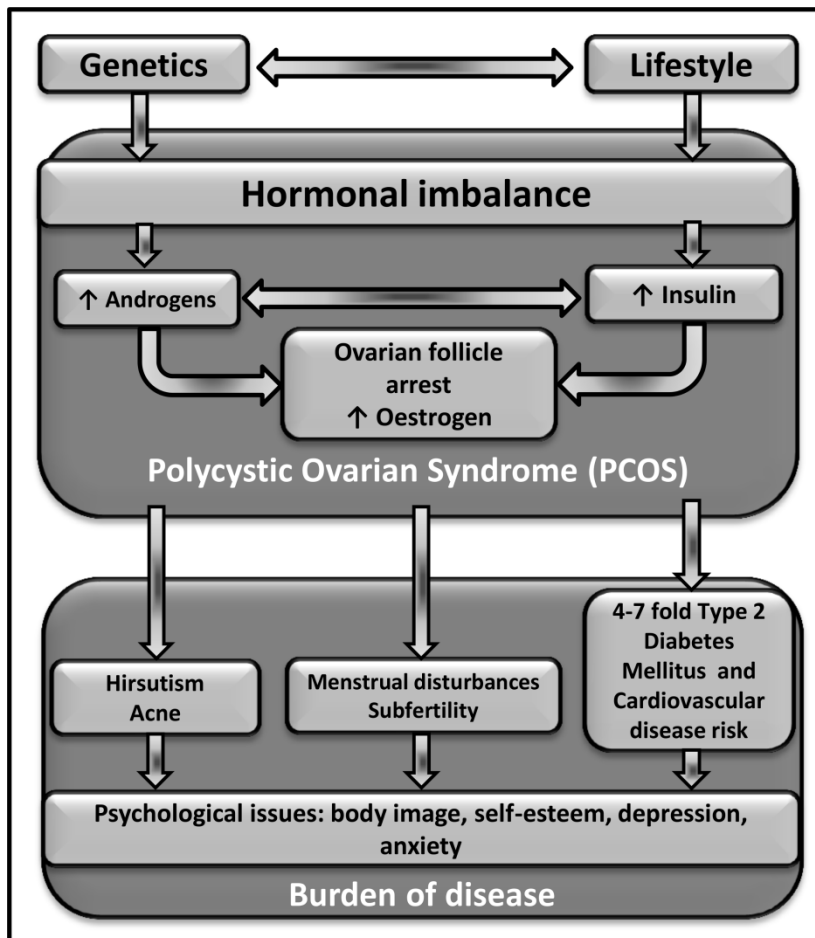 Genetics
Lifestyle
Hormonal imbalance
↑ Androgens
↑ Insulin
Ovarian follicle
arrest
↑ Oestrogen
Polycystic Ovarian Syndrome (PCOS)
4-7 fold Type 2
Diabetes
Mellitus and
Cardiovascular
disease risk
Hirsutism
Acne
Menstrual disturbances
Subfertility
Psychological issues: body image, self-esteem, depression,
anxiety
Burden of disease